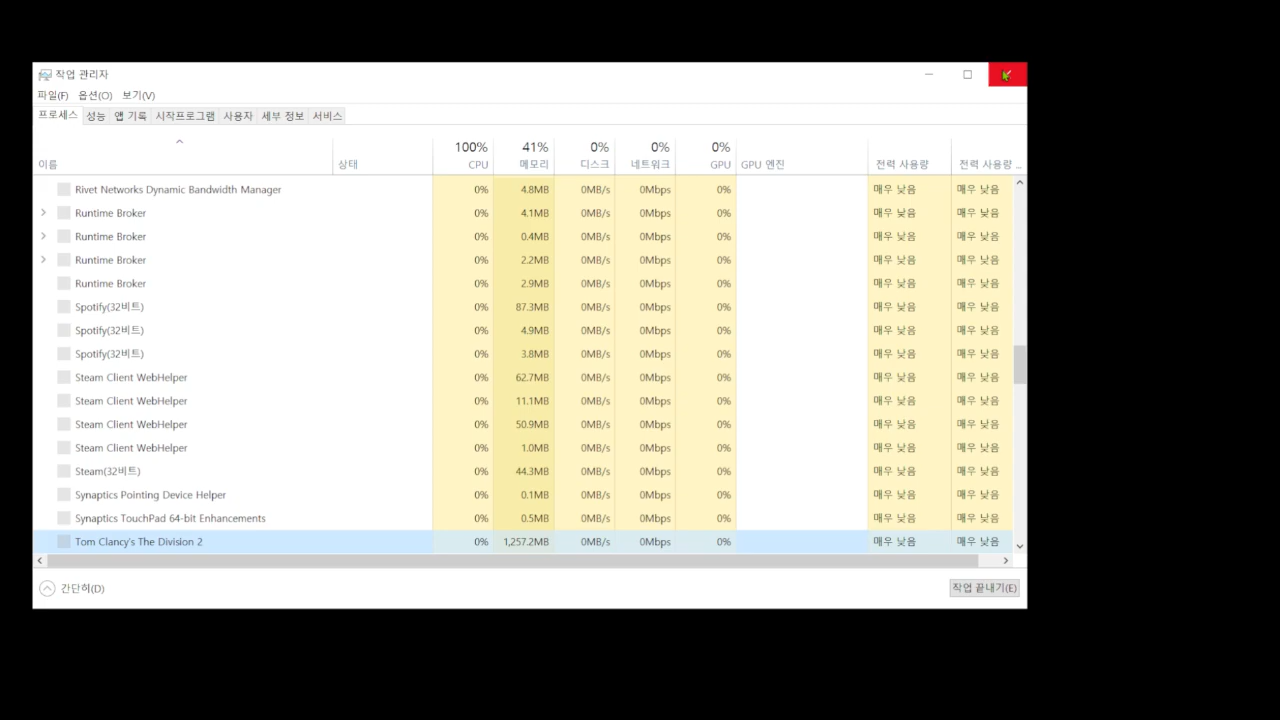 작업 관리자
파일(F) 옵션(O) 보기(V)
프로세스 성능 앱 기록 시작프로그램 사용자 세부 정보 서비스
100% 41% 0% 0% 0%
이름 상태 CPU 메모리 디스크 네트워크 GPU GPU 엔진 전력 사용량 전력 사용량 ...
Rivet Networks Dynamic Bandwidth Manager 0% 4.8MB 0MB/s 0Mbps 0% 매우 낮음 매우 낮음
Runtime Broker 0% 4.1MB 0MB/s 0Mbps 0% 매우 낮음 매우 낮음
Runtime Broker 0% 0.4MB 0MB/s 0Mbps 0% 매우 낮음 매우 낮음
Runtime Broker 0% 2.2MB 0MB/s 0Mbps 0% 매우 낮음 매우 낮음
Runtime Broker 0% 2.9MB 0MB/s 0Mbps 0% 매우 낮음 매우 낮음
Spotify(32비트) 0% 87.3MB 0MB/s 0Mbps 0% 매우 낮음 매우 낮음
Spotify(32비트) 0% 4.9MB 0MB/s 0Mbps 0% 매우 낮음 매우 낮음
Spotify(32비트) 0% 3.8MB 0MB/s 0Mbps 0% 매우 낮음 매우 낮음
Steam Client WebHelper 0% 62.7MB 0MB/s 0Mbps 0% 매우 낮음 매우 낮음
Steam Client WebHelper 0% 11.1MB 0MB/s 0Mbps 0% 매우 낮음 매우 낮음
Steam Client WebHelper 0% 50.9MB 0MB/s 0Mbps 0% 매우 낮음 매우 낮음
Steam Client WebHelper 0% 1.0MB 0MB/s 0Mbps 0% 매우 낮음 매우 낮음
Steam(32비트) 0% 44.3MB 0MB/s 0Mbps 0% 매우 낮음 매우 낮음
Synaptics Pointing Device Helper 0% 0.1MB 0MB/s 0Mbps 0% 매우 낮음 매우 낮음
Synaptics TouchPad 64-bit Enhancements 0% 0.5MB 0MB/s 0Mbps 0% 매우 낮음 매우 낮음
Tom Clancy's The Division 2 0% 1,257.2MB 0MB/s 0Mbps 0% 매우 낮음 매우 낮음
간단히(D) 작업 끝내기(E)